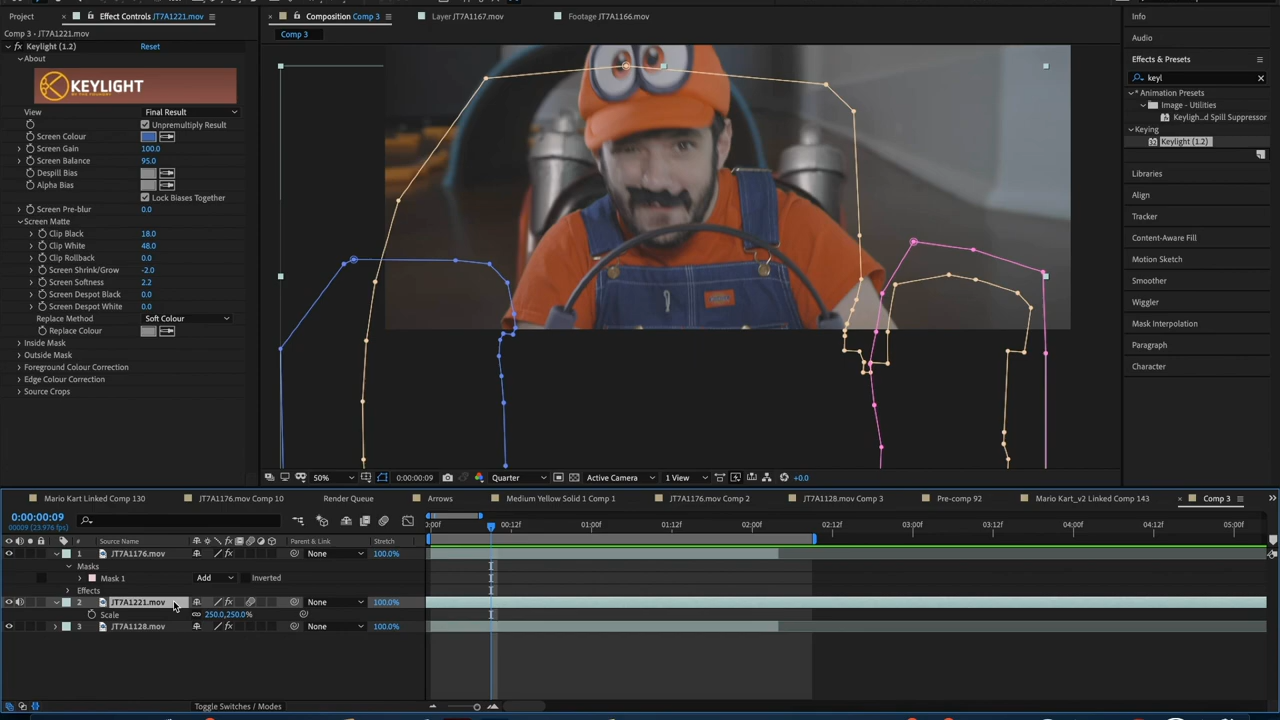 Project
Effect Controls JT7A1221.mov
Comp 3 - JT7A1221.mov
fx Keylight (1.2)
Reset
About
KEYLIGHT
BY THE FOUNDRY
View
Final Result
Unpremultiply Result
Screen Colour
Screen Gain
100.0
Screen Balance
95.0
Despill Bias
Alpha Bias
Lock Biases Together
Screen Pre-blur
0.0
Screen Matte
Clip Black
18.0
Clip White
48.0
Clip Rollback
0.0
Screen Shrink/Grow
-2.0
Screen Softness
2.2
Screen Despot Black
0.0
Screen Despot White
0.0
Replace Method
Soft Colour
Replace Colour
Inside Mask
Outside Mask
Foreground Colour Correction
Edge Colour Correction
Source Crops
Composition Comp 3
Layer JT7A1167.mov
Footage JT7A1166.mov
Comp 3
50%
0:00:00:09
Quarter
Active Camera
1 View
+0.0
Info
Audio
Effects & Presets
keyl
* Animation Presets
Image - Utilities
Keyligh...d Spill Suppressor
Keying
Keylight (1.2)
Libraries
Align
Tracker
Content-Aware Fill
Motion Sketch
Smoother
Wiggler
Mask Interpolation
Paragraph
Character
Mario Kart Linked Comp 130
JT7A1176.mov Comp 10
Render Queue
Arrows
Medium Yellow Solid 1 Comp 1
JT7A1176.mov Comp 2
JT7A1128.mov Comp 3
Pre-comp 92
Mario Kart_v2 Linked Comp 143
Comp 3
0:00:00:09
00009 (23.976 fps)
# Source Name
Parent & Link
Stretch
:00f
00:12f
01:00f
01:12f
02:00f
02:12f
03:00f
03:12f
04:00f
04:12f
05:00f
1 JT7A1176.mov
None
100.0%
Masks
Mask 1
Add
Inverted
Effects
2 JT7A1221.mov
None
100.0%
Scale
250.0,250.0%
3 JT7A1128.mov
None
100.0%
Toggle Switches / Modes